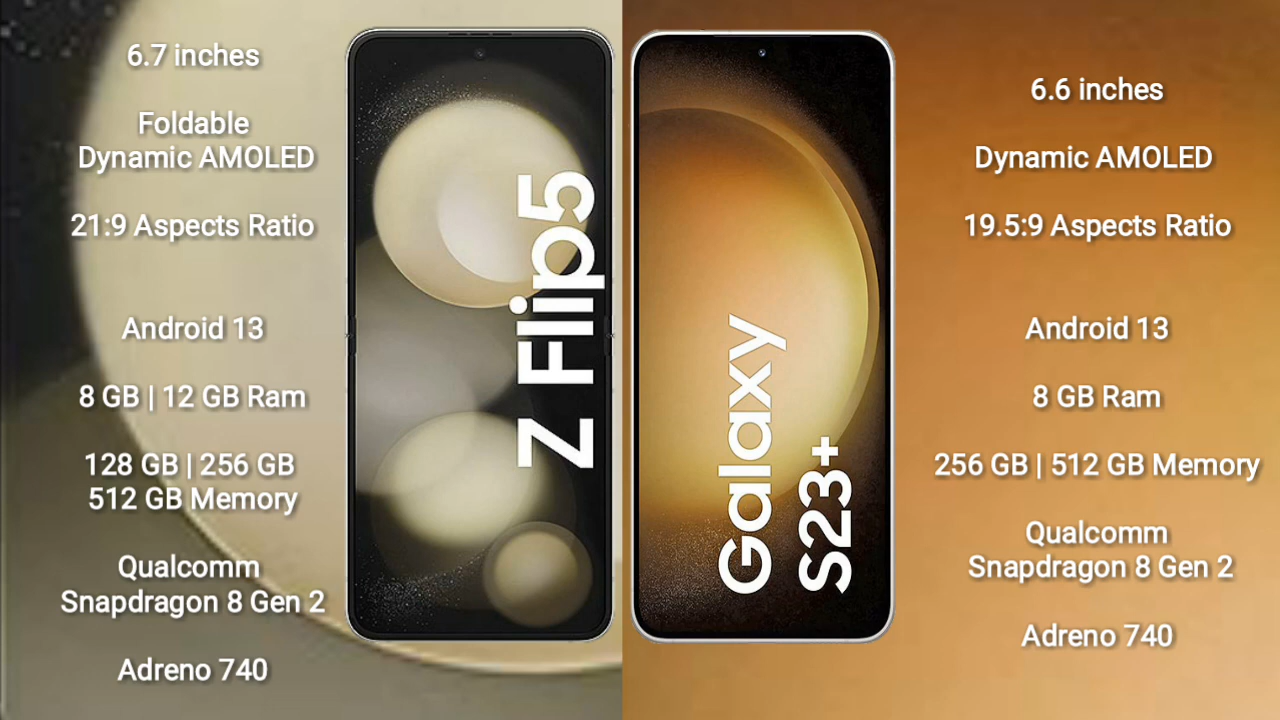 6.7 inches
Foldable
Dynamic AMOLED
21:9 Aspects Ratio
Android 13
8 GB | 12 GB Ram
128 GB | 256 GB
512 GB Memory
Qualcomm
Snapdragon 8 Gen 2
Adreno 740
Z Flip5
Galaxy
S23+
6.6 inches
Dynamic AMOLED
19.5:9 Aspects Ratio
Android 13
8 GB Ram
256 GB | 512 GB Memory
Qualcomm
Snapdragon 8 Gen 2
Adreno 740